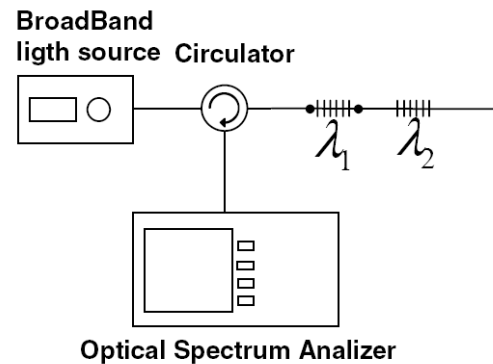 BroadBand
ligth source Circulator
λ1 λ2
Optical Spectrum Analizer